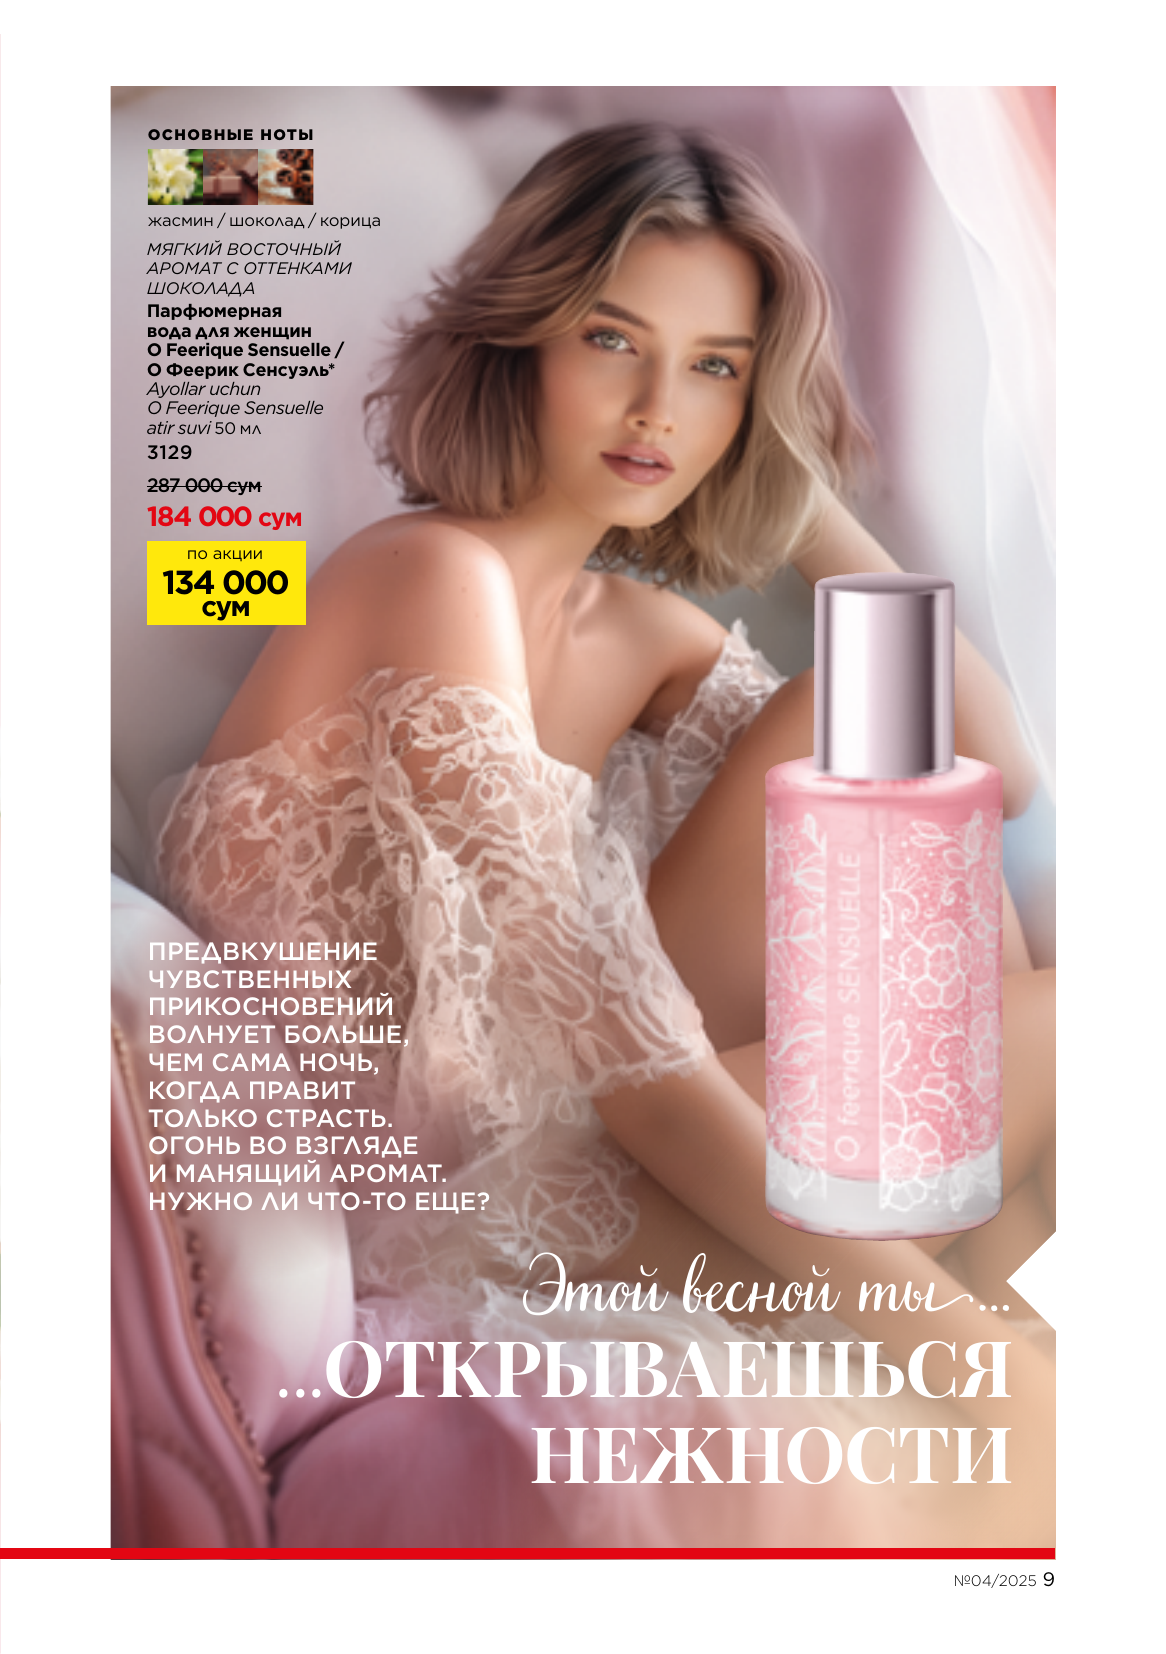 ОСНОВНЫЕ НОТЫ
жасмин / шоколад / корица
МЯГКИЙ ВОСТОЧНЫЙ
АРОМАТ С ОТТЕНКАМИ
ШОКОЛАДА
Парфюмерная
вода для женщин
O Feerique Sensuelle /
О Феерик Сенсуэль*
Ayollar uchun
O Feerique Sensuelle
atir suvi 50 мл
3129
287 000 сум
184 000 сум
по акции
134 000
сум
O feerique SENSUELLE
ПРЕДВКУШЕНИЕ
ЧУВСТВЕННЫХ
ПРИКОСНОВЕНИЙ
ВОЛНУЕТ БОЛЬШЕ,
ЧЕМ САМА НОЧЬ,
КОГДА ПРАВИТ
ТОЛЬКО СТРАСТЬ.
ОГОНЬ ВО ВЗГЛЯДЕ
И МАНЯЩИЙ АРОМАТ.
НУЖНО ЛИ ЧТО-ТО ЕЩЕ?
Этой весной ты...
...ОТКРЫВАЕШЬСЯ
НЕЖНОСТИ
№04/2025 9